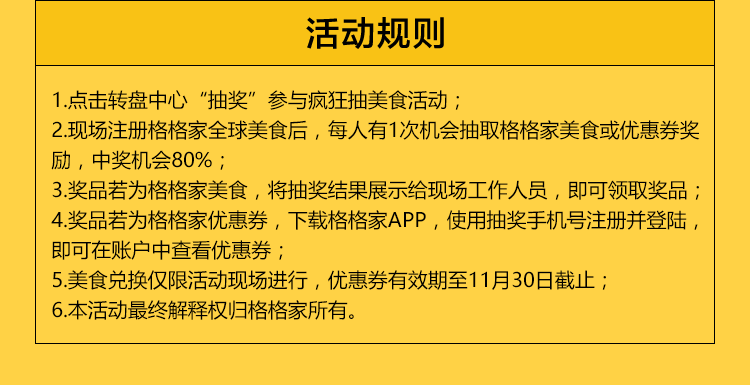 活动规则
1.点击转盘中心“抽奖”参与疯狂抽美食活动；
2.现场注册格格家全球美食后，每人有1次机会抽取格格家美食或优惠券奖
励，中奖机会80%；
3.奖品若为格格家美食，将抽奖结果展示给现场工作人员，即可领取奖品；
4.奖品若为格格家优惠券，下载格格家APP，使用抽奖手机号注册并登陆，
即可在账户中查看优惠券；
5.美食兑换仅限活动现场进行，优惠券有效期至11月30日截止；
6.本活动最终解释权归格格家所有。